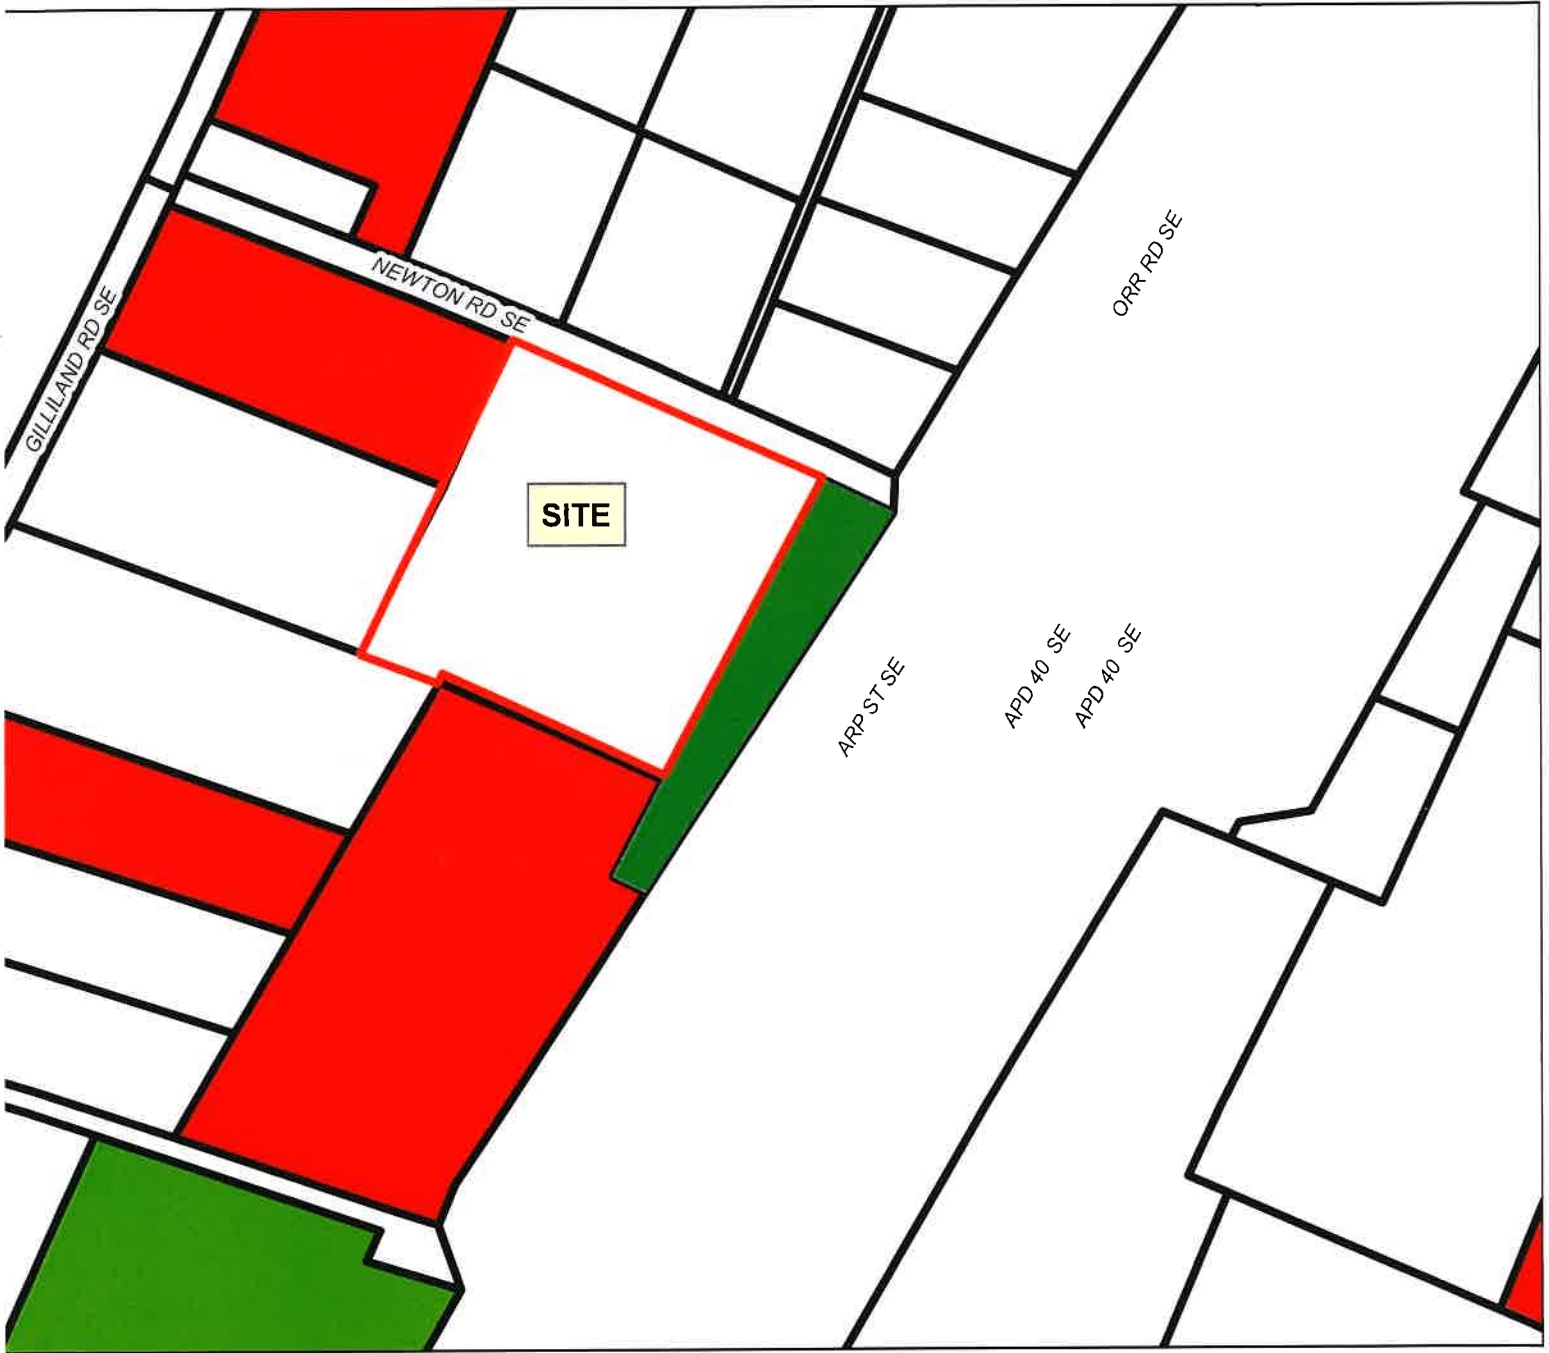 ORR RD SE
NEWTON RD SE
GILLILAND RD SE
SITE
ARP ST SE
APD 40 SE
APD 40 SE